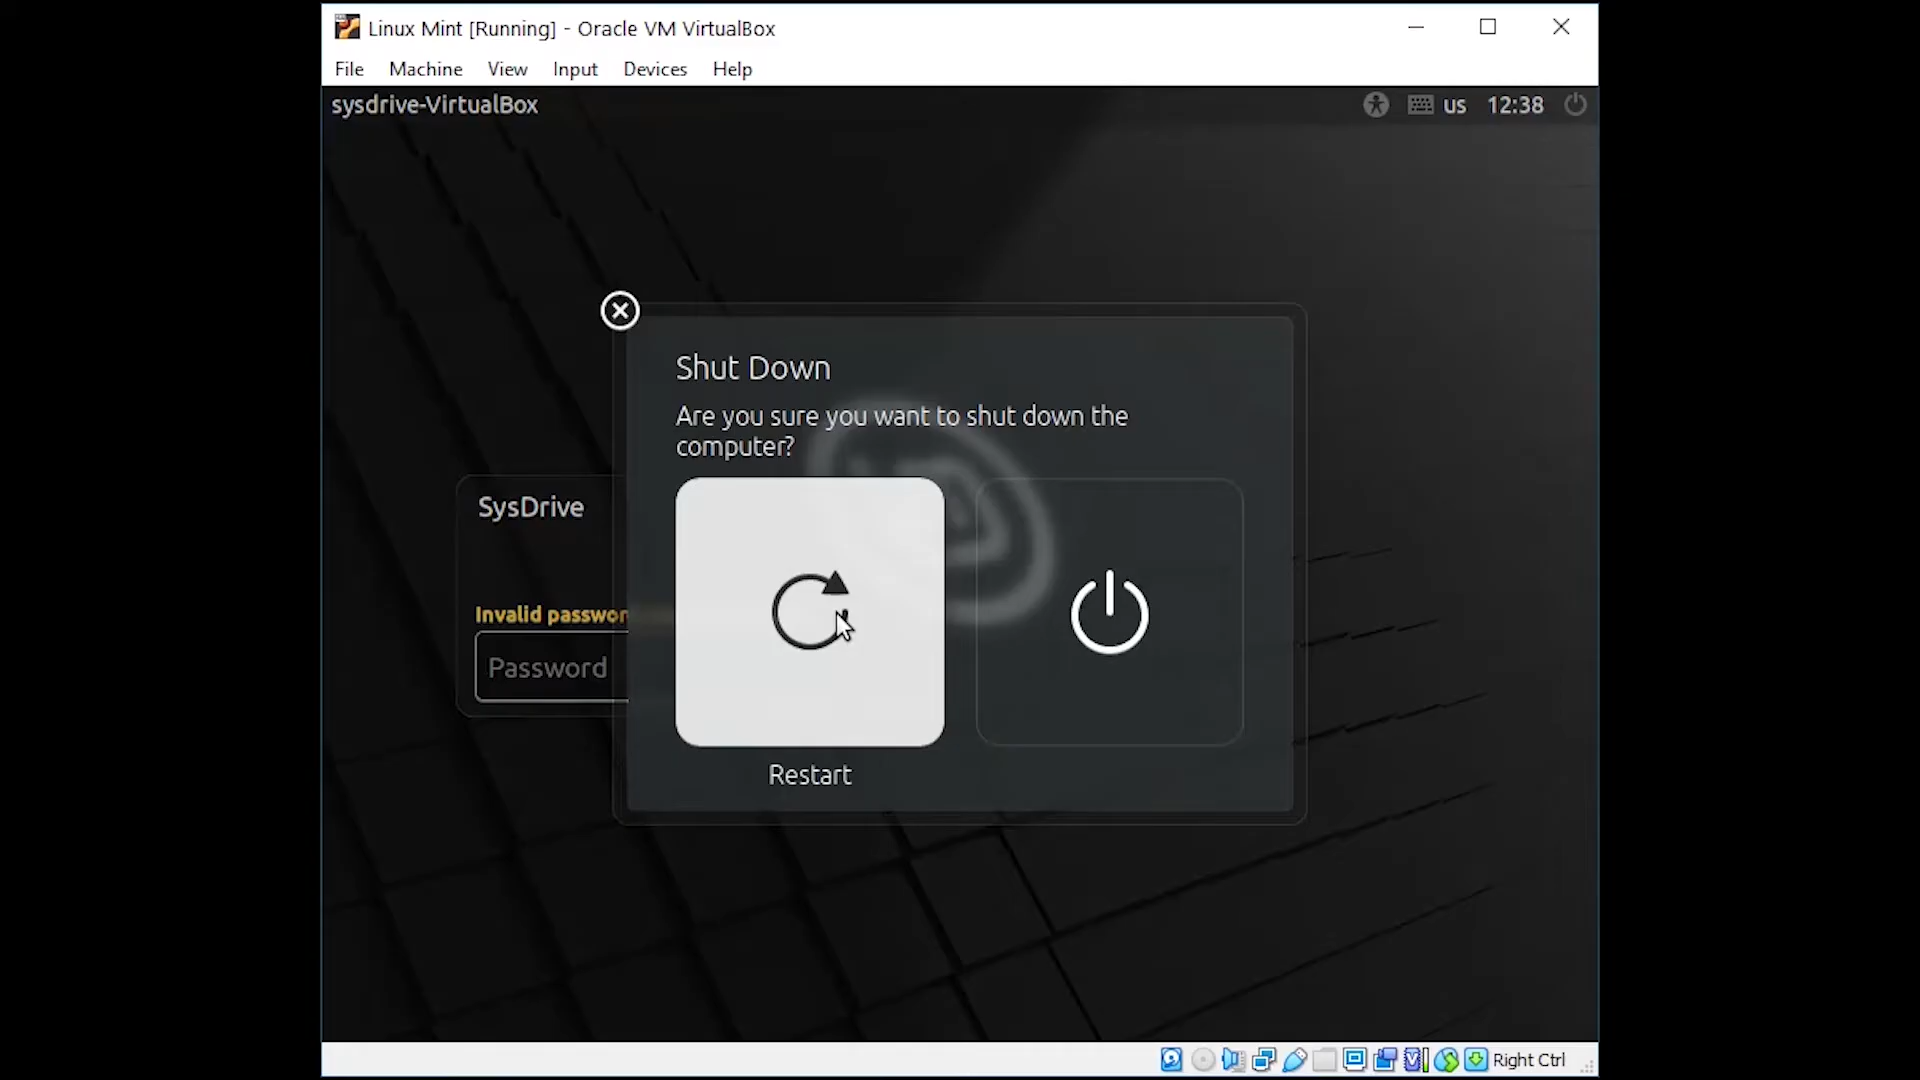 Linux Mint [Running] - Oracle VM VirtualBox
File Machine View Input Devices Help
sysdrive-VirtualBox us 12:38
Shut Down
Are you sure you want to shut down the
computer?
SysDrive
Invalid
Password
Restart
Right Ctrl